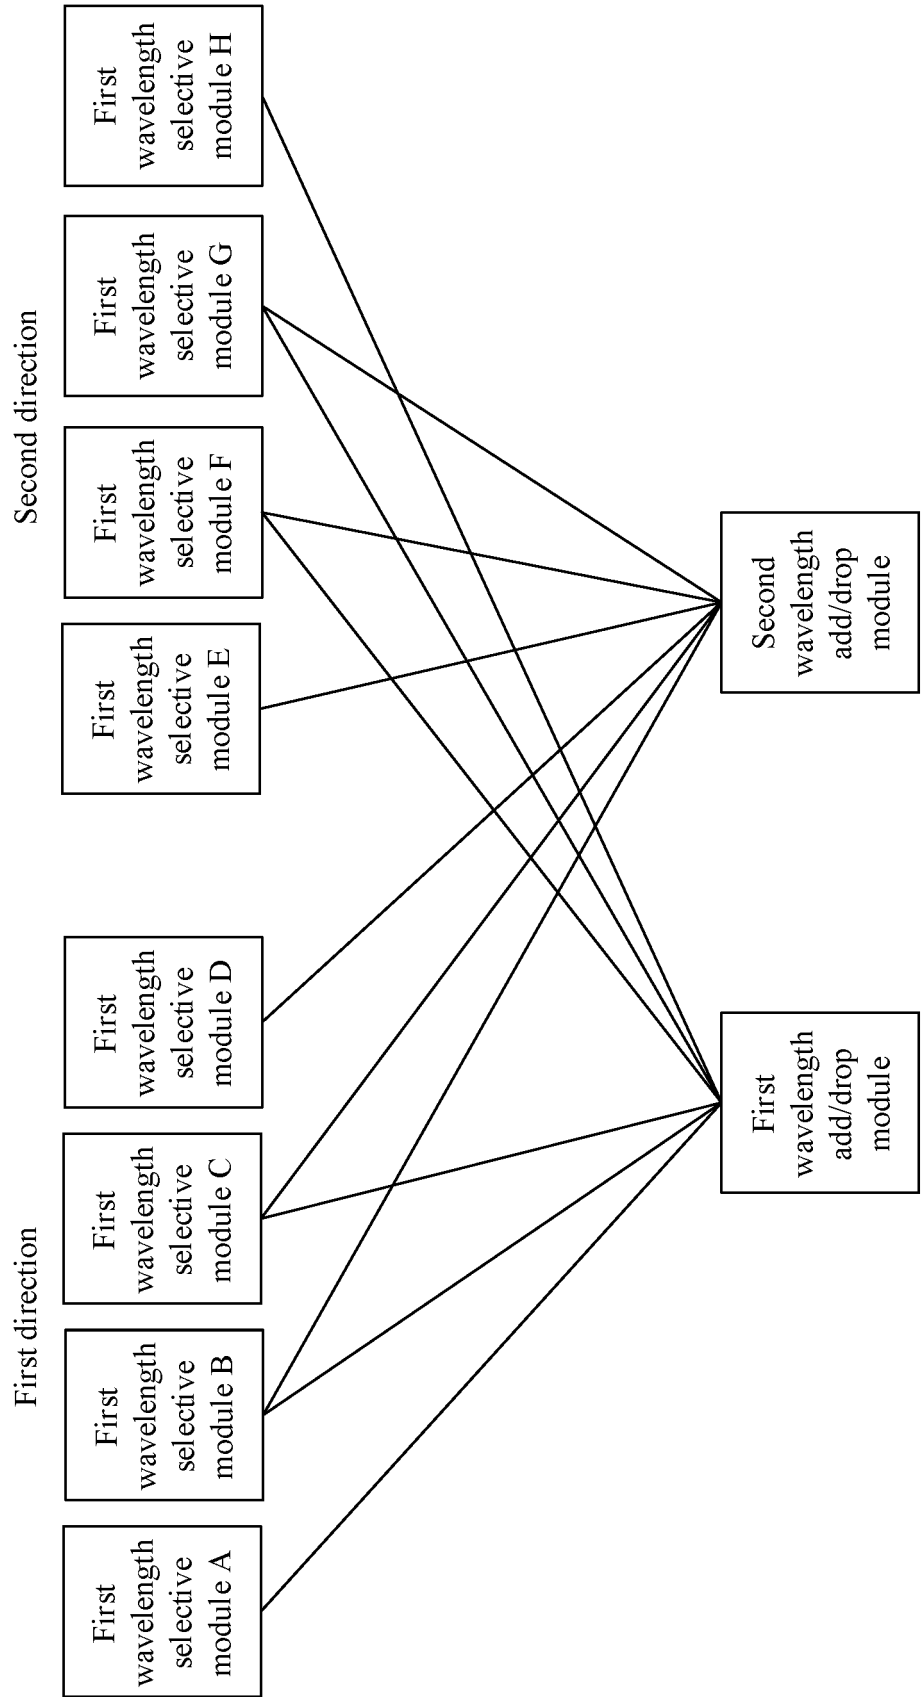 First direction
Second direction
First
wavelength
selective
module A
First
wavelength
selective
module B
First
wavelength
selective
module C
First
wavelength
selective
module D
First
wavelength
selective
module E
First
wavelength
selective
module F
First
wavelength
selective
module G
First
wavelength
selective
module H
First
wavelength
add/drop
module
Second
wavelength
add/drop
module